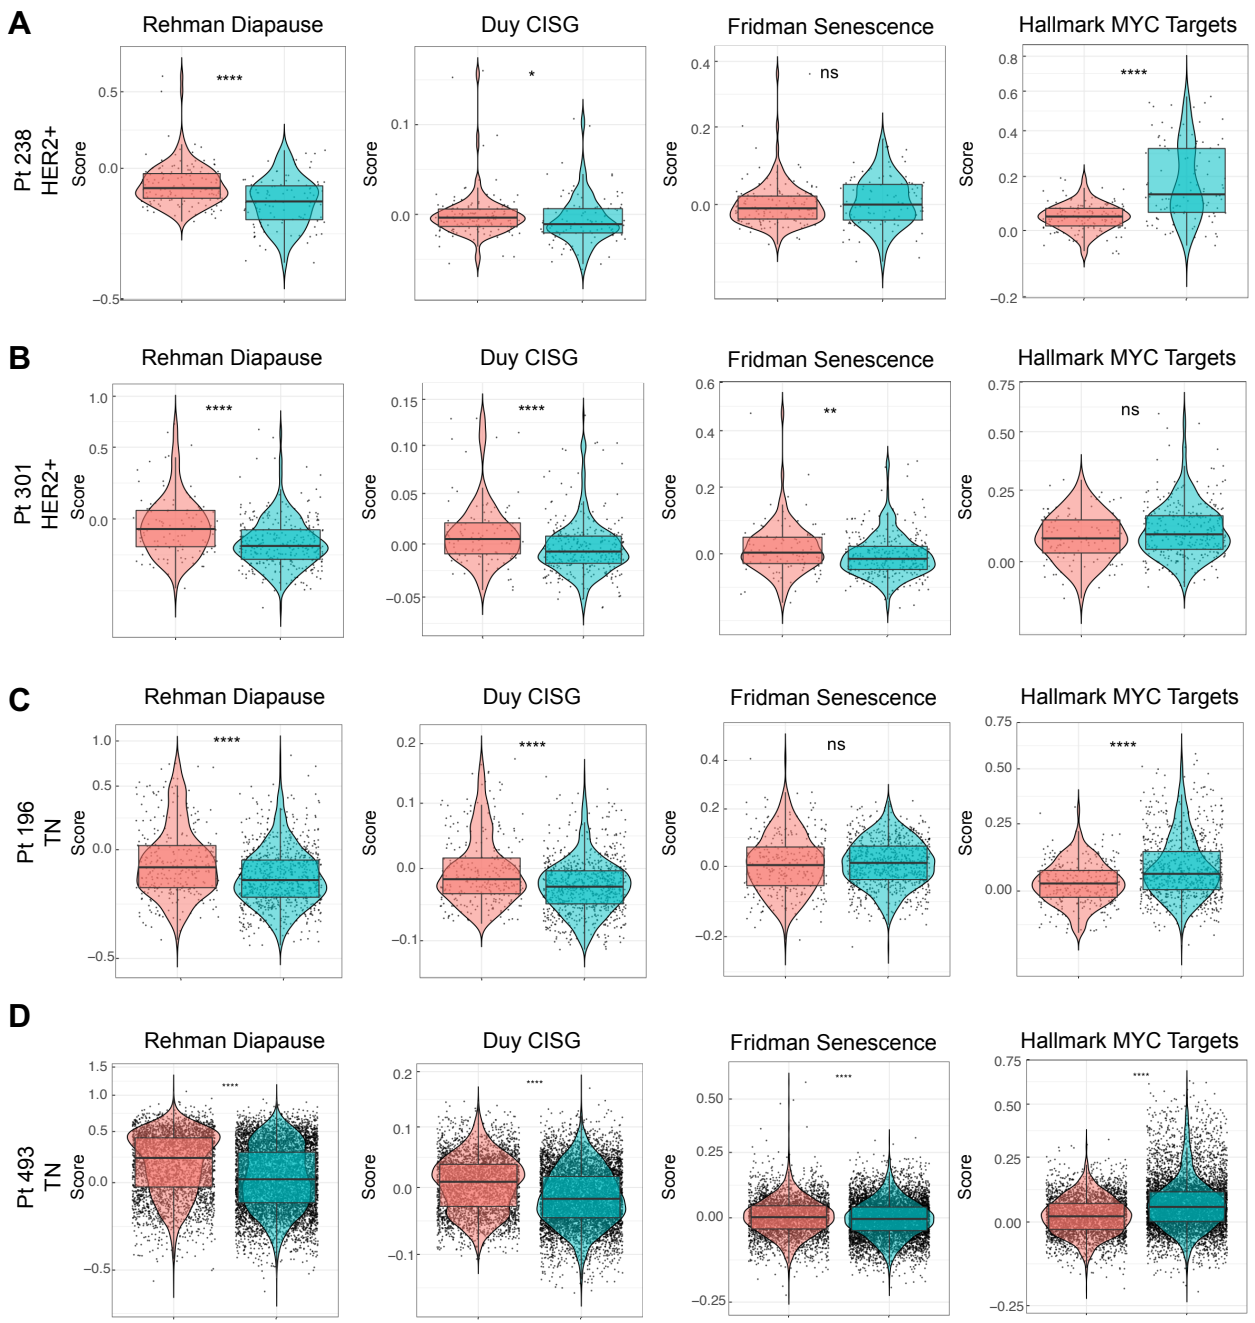 A
Rehman Diapause
Duy CISG
Fridman Senescence
Hallmark MYC Targets
Pt 238
HER2+
Score
0.5
0.0
−0.5
****
Score
0.1
0.0
*
Score
0.4
0.2
0.0
ns
Score
0.8
0.6
0.4
0.2
0.0
−0.2
****
B
Rehman Diapause
Duy CISG
Fridman Senescence
Hallmark MYC Targets
Pt 301
HER2+
Score
1.0
0.5
0.0
****
Score
0.15
0.10
0.05
0.00
−0.05
****
Score
0.6
0.4
0.2
0.0
**
Score
0.75
0.50
0.25
0.00
ns
C
Rehman Diapause
Duy CISG
Fridman Senescence
Hallmark MYC Targets
Pt 196
TN
Score
1.0
0.5
0.0
−0.5
****
Score
0.2
0.1
0.0
−0.1
****
Score
0.4
0.2
0.0
−0.2
ns
Score
0.75
0.50
0.25
0.00
****
D
Rehman Diapause
Duy CISG
Fridman Senescence
Hallmark MYC Targets
Pt 493
TN
Score
1.5
1.0
0.5
0.0
−0.5
****
Score
0.2
0.1
0.0
−0.1
****
Score
0.50
0.25
0.00
−0.25
****
Score
0.75
0.50
0.25
0.00
−0.25
****